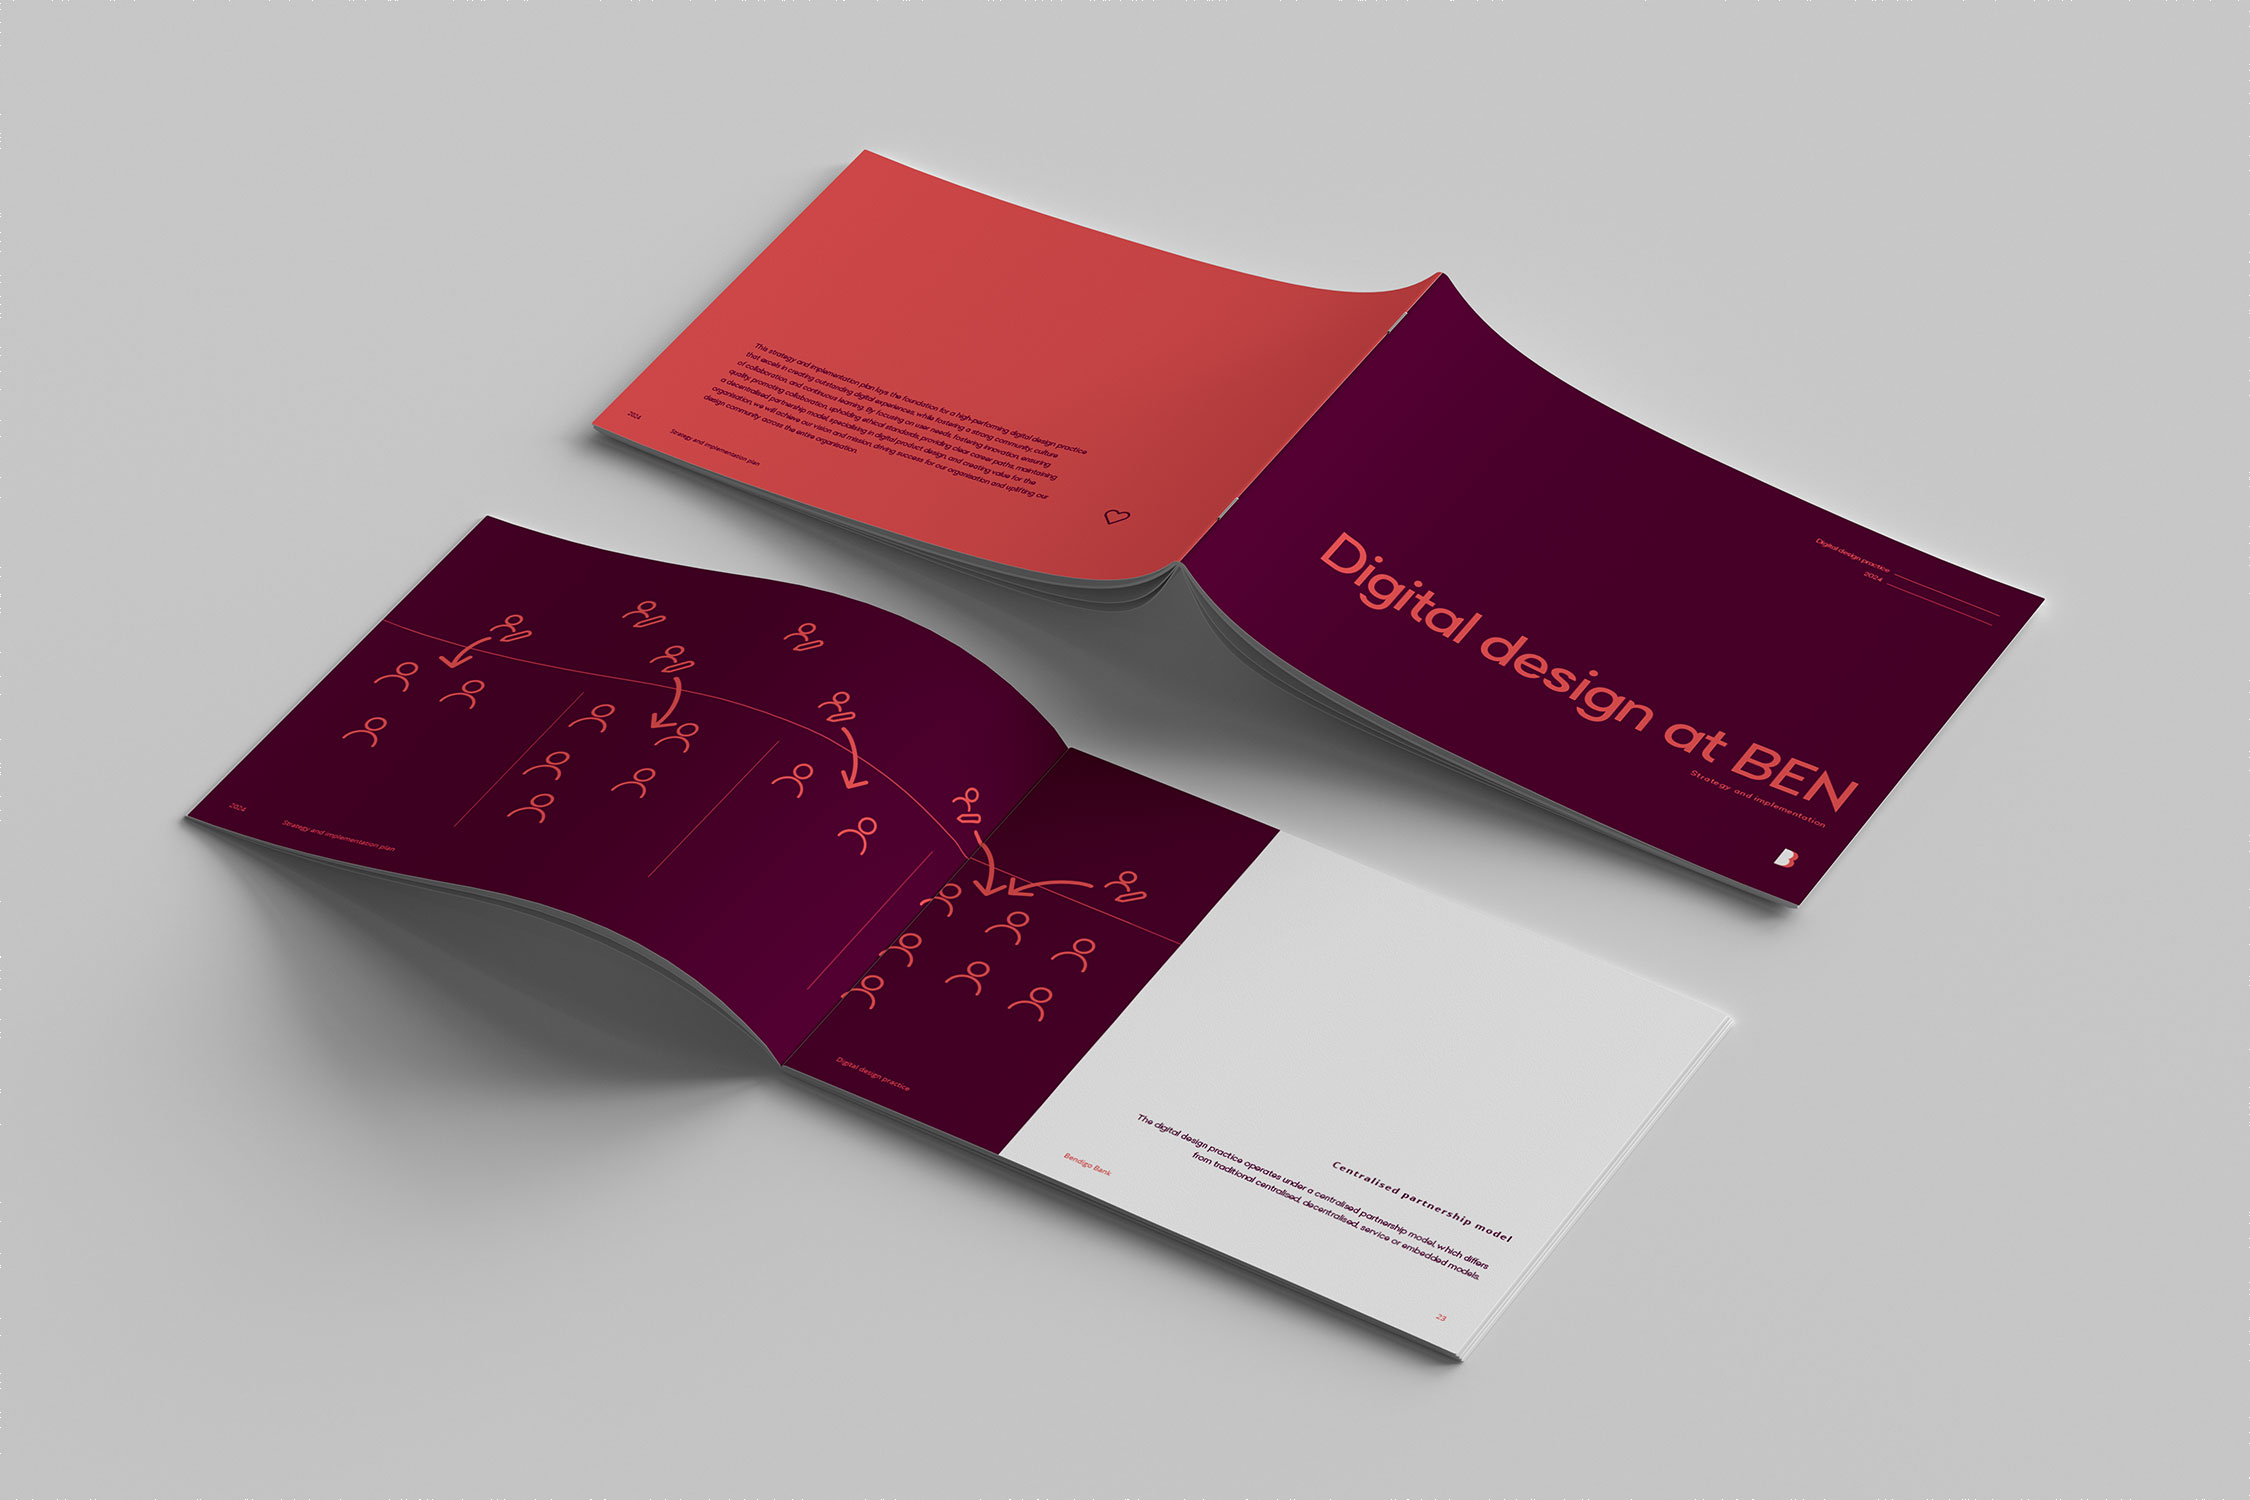 This strategy and implementation plan lays the foundation for a high-performing digital design practice
that excels in creating outstanding digital experiences, while fostering a strong community, culture
of collaboration, and continuous learning. By focusing on user needs, fostering innovation, ensuring
quality, promoting collaboration, upholding ethical standards, providing clear career paths, maintaining
a decentralised partnership model, specialising in digital product design, and creating value for the
organisation, we will achieve our vision and mission, driving success for our organisation and uplifting our
design community across the entire organisation.
2024
Strategy and implementation plan
Digital design practice
2024
Digital design at BEN
Strategy and implementation
B
2024
Strategy and implementation plan
Digital design practice
Bendigo Bank
Centralised partnership model
The digital design practice operates under a centralised partnership model, which differs
from traditional centralised, decentralised, service or embedded models.
23